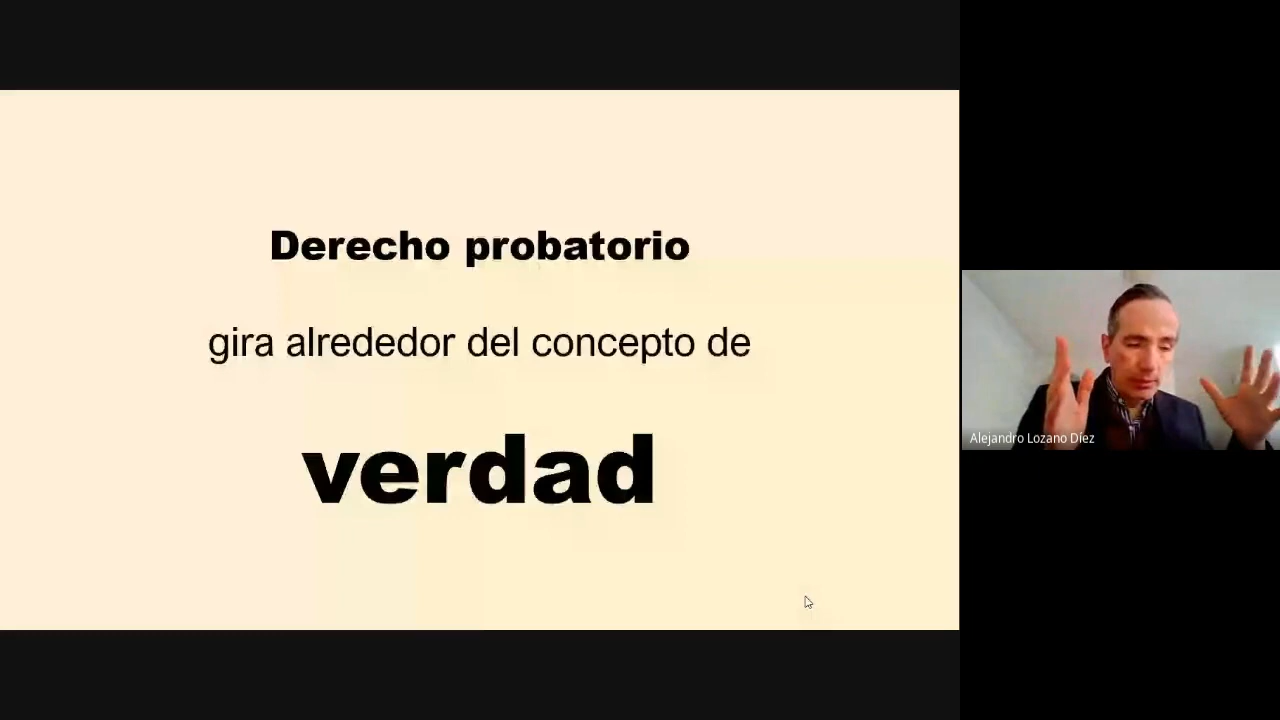 Derecho probatorio
gira alrededor del concepto de
verdad
Alejandro Lozano Díez